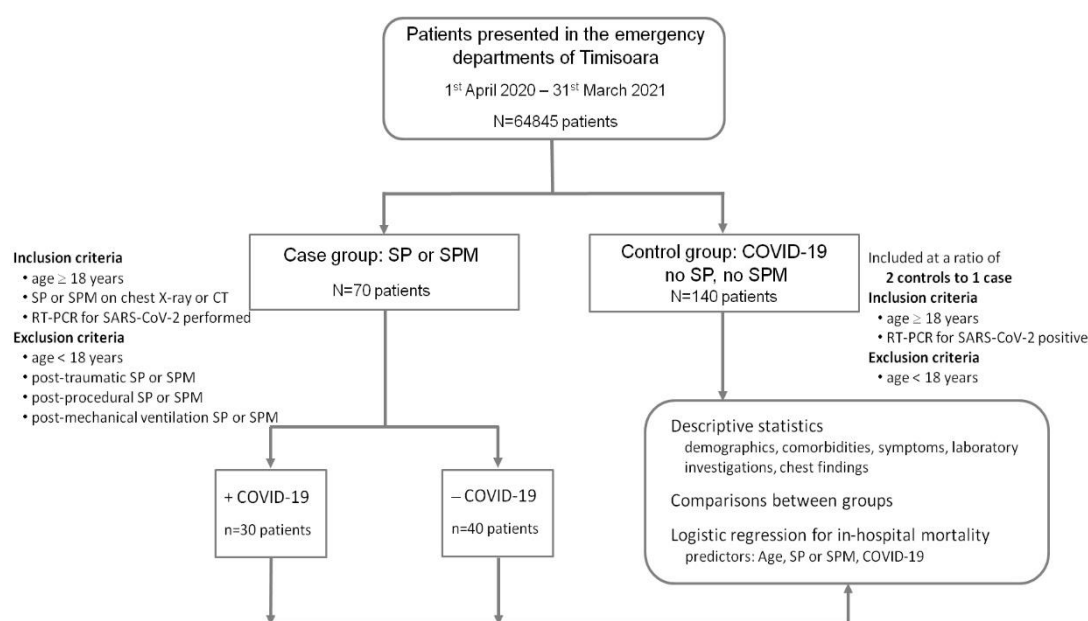 Patients presented in the emergency
departments of Timisoara
1st April 2020 – 31st March 2021
N=64845 patients
Case group: SP or SPM
N=70 patients
Control group: COVID-19
no SP, no SPM
N=140 patients
Inclusion criteria
• age ≥ 18 years
• SP or SPM on chest X-ray or CT
• RT-PCR for SARS-CoV-2 performed
Exclusion criteria
• age < 18 years
• post-traumatic SP or SPM
• post-procedural SP or SPM
• post-mechanical ventilation SP or SPM
Included at a ratio of
2 controls to 1 case
Inclusion criteria
• age ≥ 18 years
• RT-PCR for SARS-CoV-2 positive
Exclusion criteria
• age < 18 years
+ COVID-19
n=30 patients
– COVID-19
n=40 patients
Descriptive statistics
demographics, comorbidities, symptoms, laboratory
investigations, chest findings
Comparisons between groups
Logistic regression for in-hospital mortality
predictors: Age, SP or SPM, COVID-19